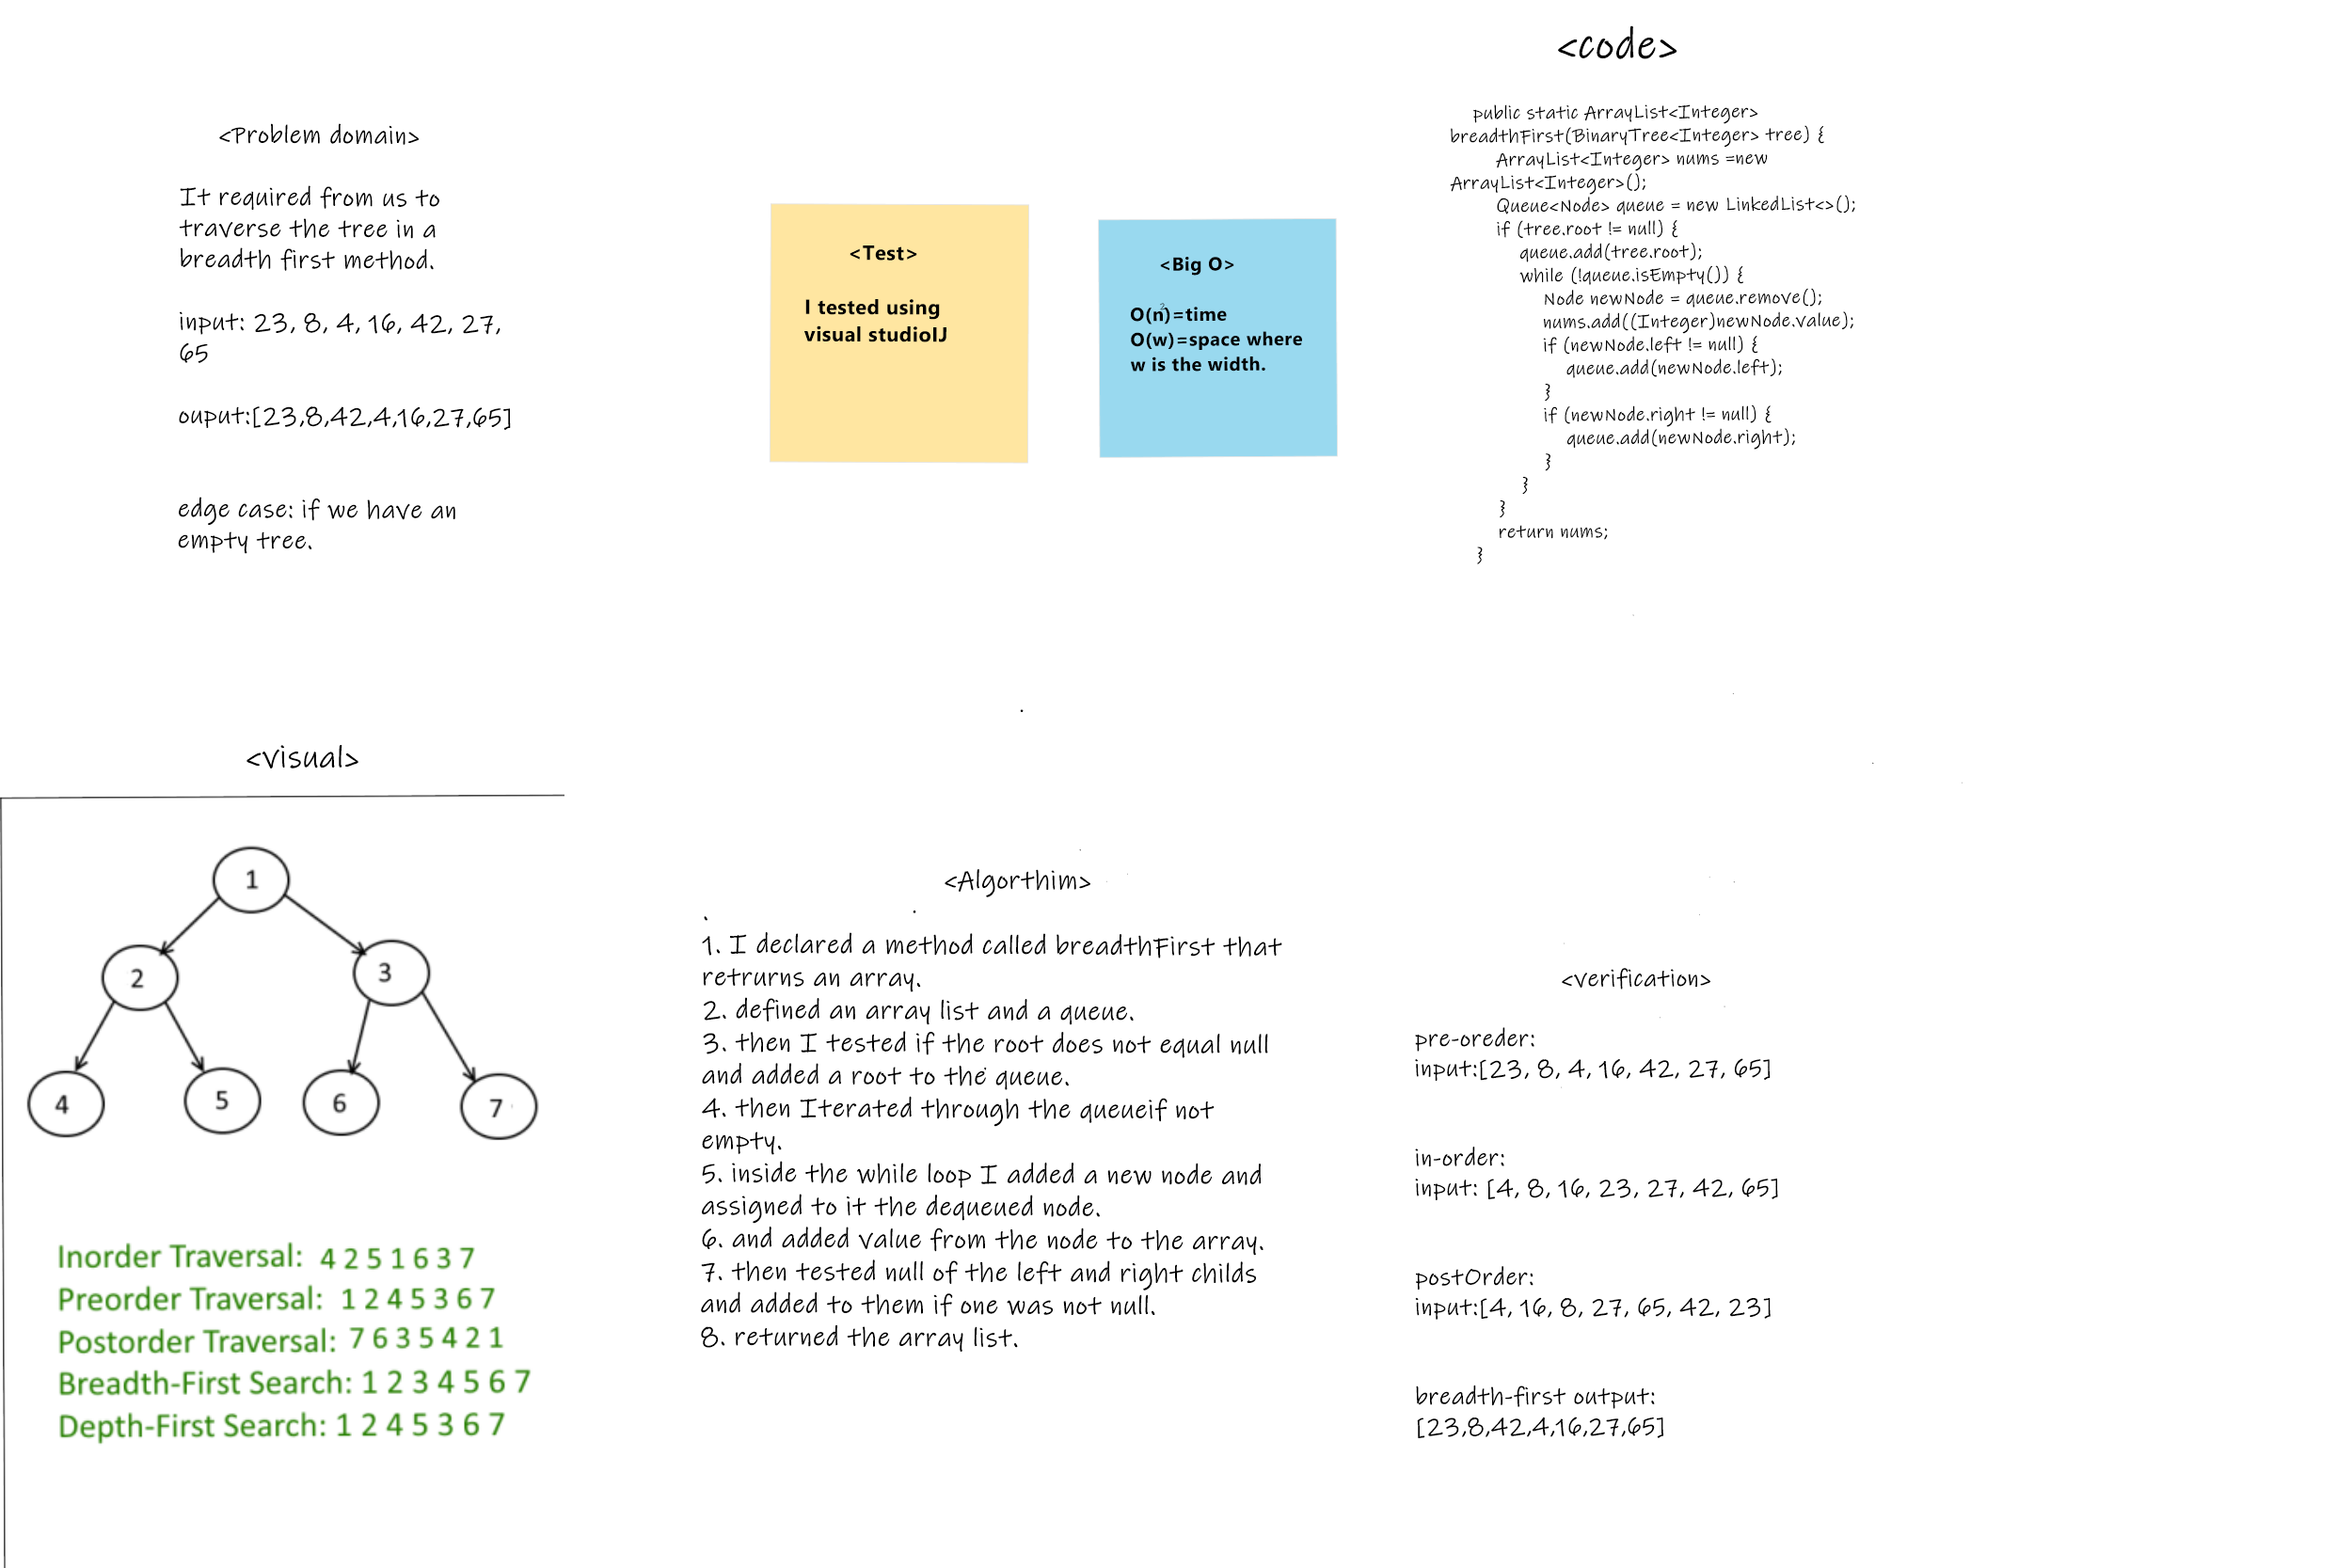 <Problem domain>
It required from us to
traverse the tree in a
breadth first method.
input: 23, 8, 4, 16, 42, 27,
65
ouput:[23,8,42,4,16,27,65]
edge case: if we have an
empty tree.
<Test>
I tested using
visual studioIJ
<Big O>
O(n²)=time
O(w)=space where
w is the width.
<code>
public static ArrayList<Integer>
breadthFirst(BinaryTree<Integer> tree) {
ArrayList<Integer> nums =new
ArrayList<Integer>();
Queue<Node> queue = new LinkedList<>();
if (tree.root != null) {
queue.add(tree.root);
while (!queue.isEmpty()) {
Node newNode = queue.remove();
nums.add((Integer)newNode.value);
if (newNode.left != null) {
queue.add(newNode.left);
}
if (newNode.right != null) {
queue.add(newNode.right);
}
}
}
return nums;
}
<visual>
1
2
3
4
5
6
7
Inorder Traversal: 4 2 5 1 6 3 7
Preorder Traversal: 1 2 4 5 3 6 7
Postorder Traversal: 7 6 3 5 4 2 1
Breadth-First Search: 1 2 3 4 5 6 7
Depth-First Search: 1 2 4 5 3 6 7
<Algorthim>
1. I declared a method called breadthFirst that
retrurns an array.
2. defined an array list and a queue.
3. then I tested if the root does not equal null
and added a root to the queue.
4. then Iterated through the queueif not
empty.
5. inside the while loop I added a new node and
assigned to it the dequeued node.
6. and added value from the node to the array.
7. then tested null of the left and right childs
and added to them if one was not null.
8. returned the array list.
<verification>
pre-oreder:
input:[23, 8, 4, 16, 42, 27, 65]
in-order:
input: [4, 8, 16, 23, 27, 42, 65]
postOrder:
input:[4, 16, 8, 27, 65, 42, 23]
breadth-first output:
[23,8,42,4,16,27,65]